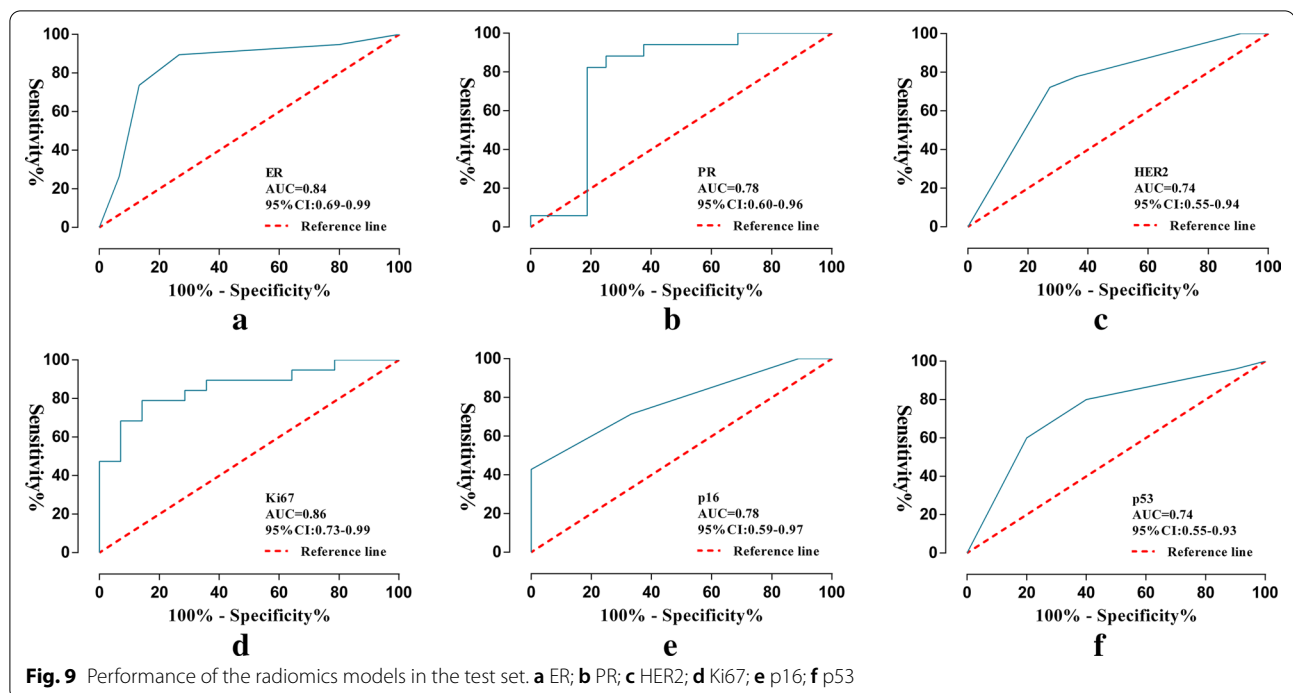 100
80
60
40
20
0
Sensitivity%
ER
AUC=0.84
95%CI:0.69-0.99
Reference line
0 20 40 60 80 100
100% - Specificity%
a
100
80
60
40
20
0
Sensitivity%
PR
AUC=0.78
95%CI:0.60-0.96
Reference line
0 20 40 60 80 100
100% - Specificity%
b
100
80
60
40
20
0
Sensitivity%
HER2
AUC=0.74
95%CI:0.55-0.94
Reference line
0 20 40 60 80 100
100% - Specificity%
c
100
80
60
40
20
0
Sensitivity%
Ki67
AUC=0.86
95%CI:0.73-0.99
Reference line
0 20 40 60 80 100
100% - Specificity%
d
100
80
60
40
20
0
Sensitivity%
p16
AUC=0.78
95%CI:0.59-0.97
Reference line
0 20 40 60 80 100
100% - Specificity%
e
100
80
60
40
20
0
Sensitivity%
p53
AUC=0.74
95%CI:0.55-0.93
Reference line
0 20 40 60 80 100
100% - Specificity%
f
Fig. 9 Performance of the radiomics models in the test set. a ER; b PR; c HER2; d Ki67; e p16; f p53